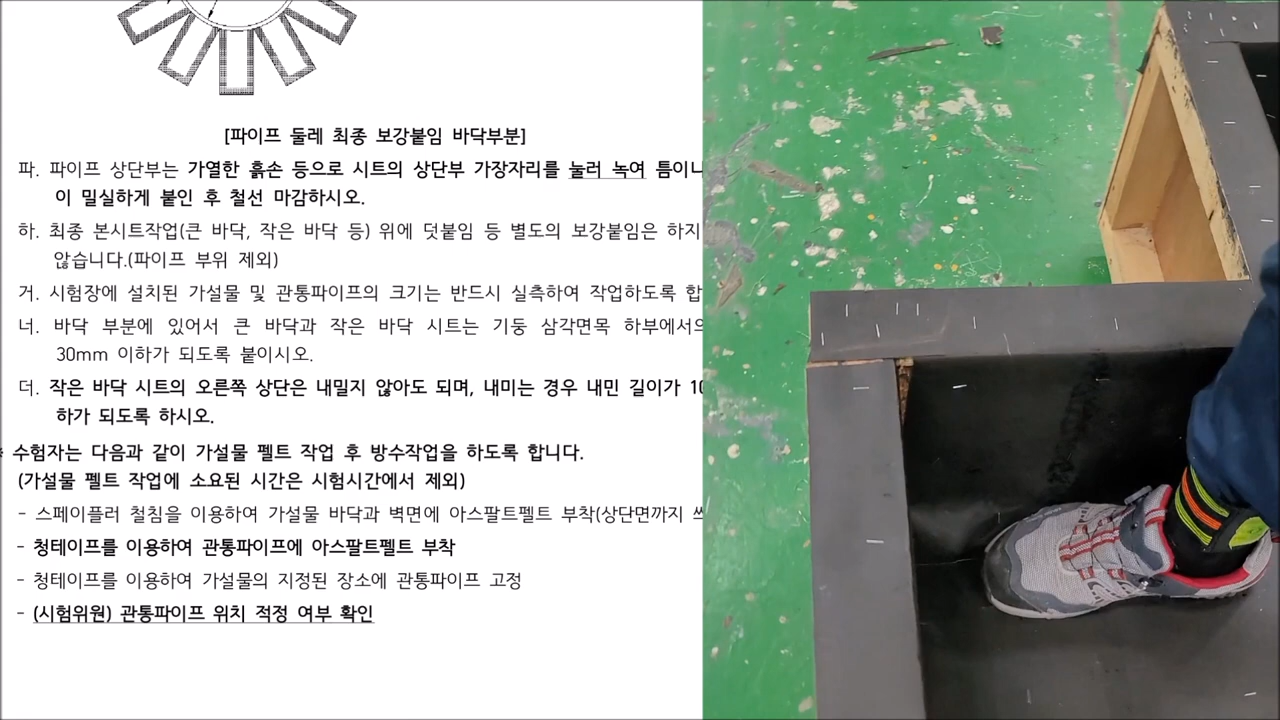 [파이프 둘레 최종 보강붙임 바닥부분]
파. 파이프 상단부는 가열한 흙손 등으로 시트의 상단부 가장자리를 눌러 녹여 틈이
이 밀실하게 붙인 후 철선 마감하시오.
하. 최종 본시트작업(큰 바닥, 작은 바닥 등) 위에 덧붙임 등 별도의 보강붙임은 하지
않습니다.(파이프 부위 제외)
거. 시험장에 설치된 가설물 및 관통파이프의 크기는 반드시 실측하여 작업하도록 합
너. 바닥 부분에 있어서 큰 바닥과 작은 바닥 시트는 기둥 삼각면목 하부에서
30mm 이하가 되도록 붙이시오.
더. 작은 바닥 시트의 오른쪽 상단은 내밀지 않아도 되며, 내미는 경우 내민 길이가 10
하가 되도록 하시오.
수험자는 다음과 같이 가설물 펠트 작업 후 방수작업을 하도록 합니다.
(가설물 펠트 작업에 소요된 시간은 시험시간에서 제외)
- 스페이플러 철침을 이용하여 가설물 바닥과 벽면에 아스팔트펠트 부착(상단면까지
- 청테이프를 이용하여 관통파이프에 아스팔트펠트 부착
- 청테이프를 이용하여 가설물의 지정된 장소에 관통파이프 고정
- (시험위원) 관통파이프 위치 적정 여부 확인